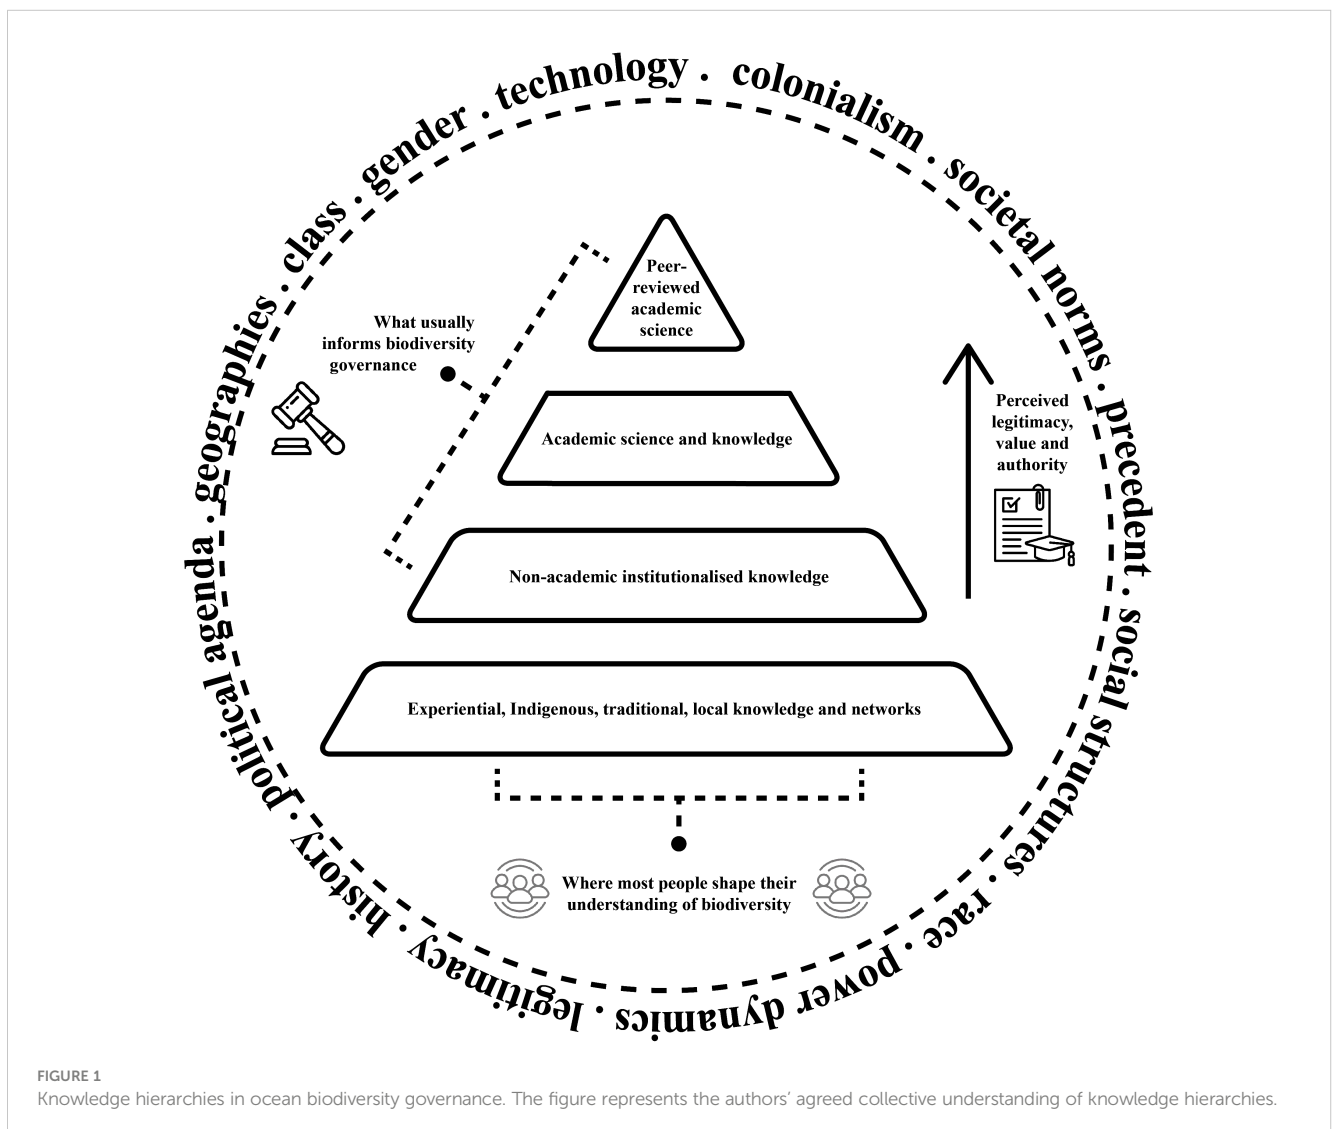 technology . colonialism . societal norms . precedent . social structures . race . power dynamics . legitimacy . history . political agenda . geographies . class . gender .
Peer-
reviewed
academic
science
What usually
informs biodiversity
governance
Perceived
legitimacy,
value and
authority
Academic science and knowledge
Non-academic institutionalised knowledge
Experiential, Indigenous, traditional, local knowledge and networks
Where most people shape their
understanding of biodiversity
FIGURE 1
Knowledge hierarchies in ocean biodiversity governance. The figure represents the authors’ agreed collective understanding of knowledge hierarchies.